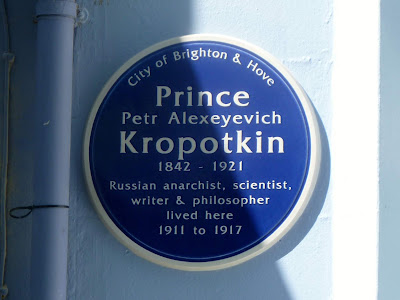 City of Brighton & Hove
Prince
Petr Alexeyevich
Kropotkin
1842 - 1921
Russian anarchist, scientist,
writer & philosopher
lived here
1911 to 1917